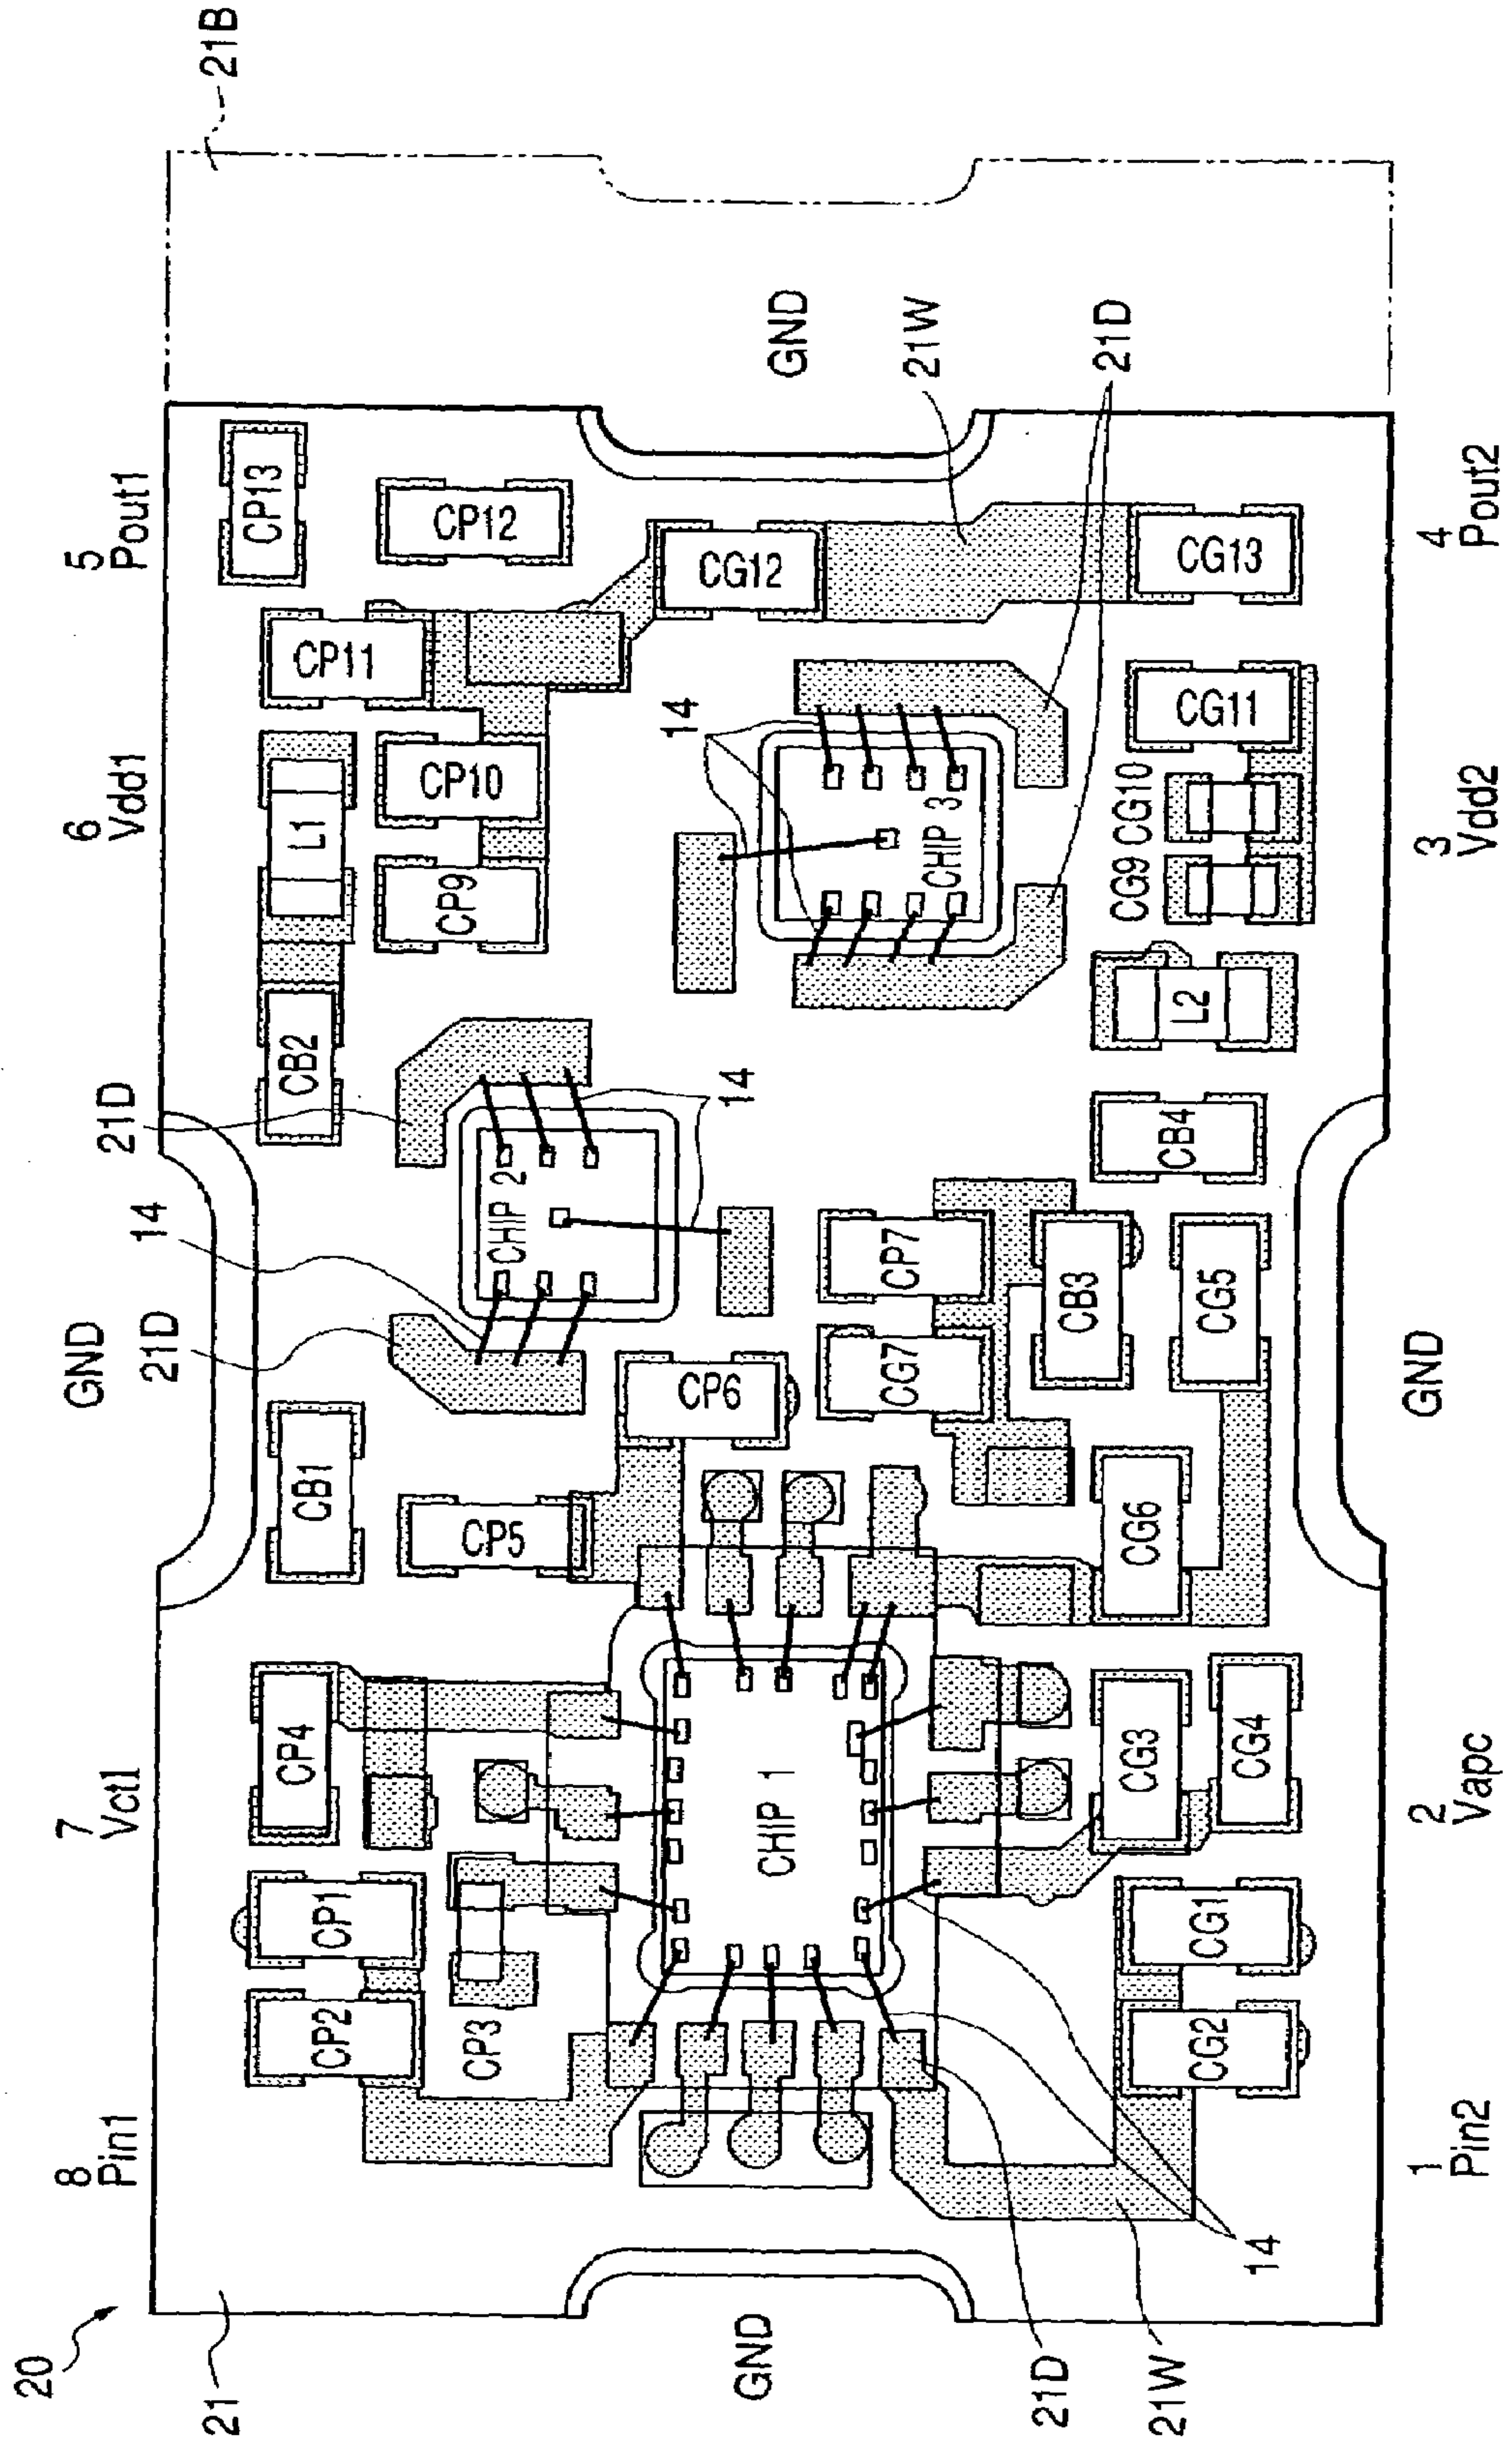 20
21
8
Pin1
7
Vct1
GND
6
Vdd1
5
Pout1
21B
21D
14
21D
CP2
CP1
CP4
CB1
CB2
L1
CP11
CP13
CP3
CP5
CP9
CP10
CP12
CHIP 2
14
14
CP6
CG12
GND
CHIP 1
CHIP 3
GND
21W
CP7
CG7
21D
CB3
CG6
CG3
CG5
CG4
CB4
L2
CG9
CG10
CG11
CG13
CG2
CG1
21D
21W
14
1
Pin2
2
Vapc
GND
3
Vdd2
4
Pout2